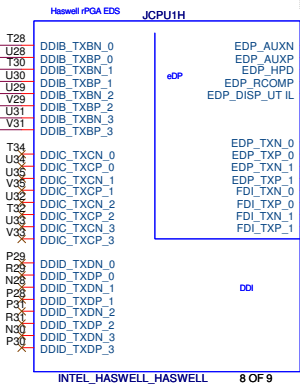 Haswell rPGA EDS
JCPU1H
T28 DDIB_TXBN_0
U28 DDIB_TXBP_0
T30 DDIB_TXBN_1
U30 DDIB_TXBP_1
U29 DDIB_TXBN_2
V29 DDIB_TXBP_2
U31 DDIB_TXBN_3
V31 DDIB_TXBP_3
T34 DDIC_TXCN_0
U34 DDIC_TXCP_0
U35 DDIC_TXCN_1
V35 DDIC_TXCP_1
U32 DDIC_TXCN_2
T32 DDIC_TXCP_2
U33 DDIC_TXCN_3
V33 DDIC_TXCP_3
P29 DDID_TXDN_0
R29 DDID_TXDP_0
N28 DDID_TXDN_1
P28 DDID_TXDP_1
P31 DDID_TXDN_2
R31 DDID_TXDP_2
N30 DDID_TXDN_3
P30 DDID_TXDP_3
eDP
EDP_AUXN
EDP_AUXP
EDP_HPD
EDP_RCOMP
EDP_DISP_UTIL
EDP_TXN_0
EDP_TXP_0
EDP_TXN_1
EDP_TXP_1
FDI_TXN_0
FDI_TXP_0
FDI_TXN_1
FDI_TXP_1
DDI
INTEL_HASWELL_HASWELL
8 OF 9